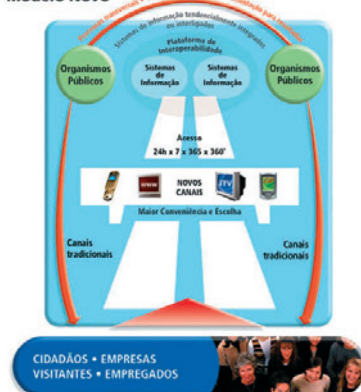 Modelo Novo
Sistemas de informação tendencialmente integrados
ou interligados
Plataforma de
Interoperabilidade
Organismos
Públicos
Sistemas
de
Informação
Sistemas
de
Informação
Organismos
Públicos
Acesso
24h x 7 x 365 x 360°
www
NOVOS
CANAIS
iTV
Maior Conveniência e Escolha
Canais
tradicionais
Canais
tradicionais
CIDADÃOS • EMPRESAS
VISITANTES • EMPREGADOS